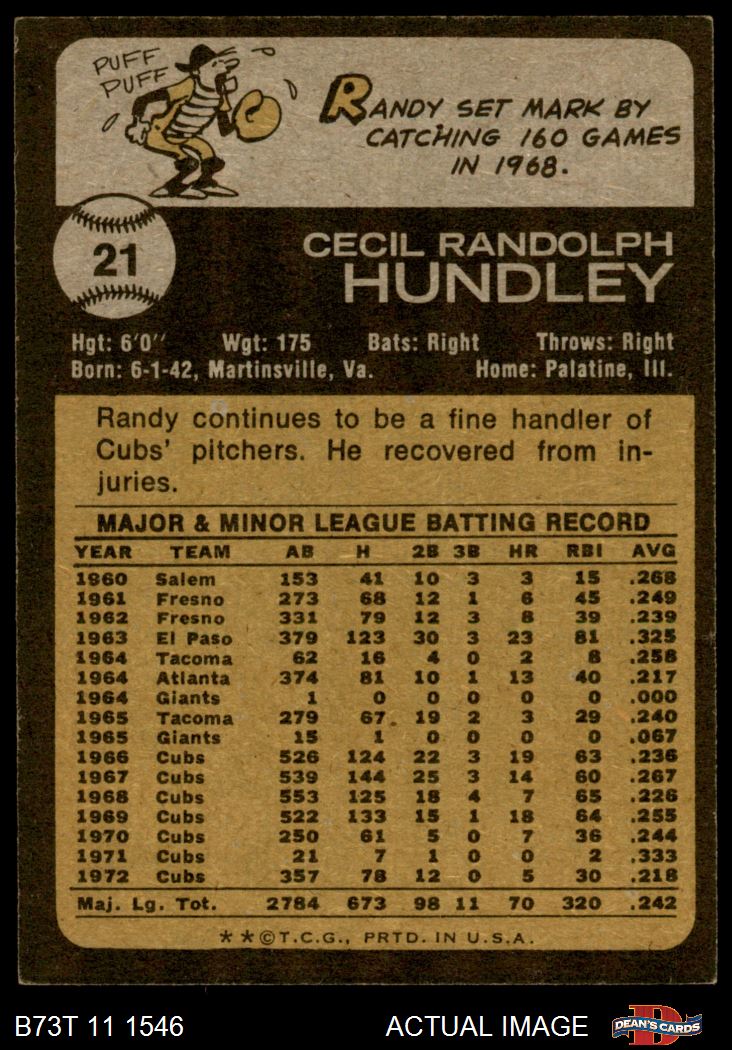 PUFF
PUFF
RANDY SET MARK BY
CATCHING 160 GAMES
IN 1968.
21
CECIL RANDOLPH
HUNDLEY
Hgt: 6'0" Wgt: 175 Bats: Right Throws: Right
Born: 6-1-42, Martinsville, Va. Home: Palatine, Ill.
Randy continues to be a fine handler of
Cubs' pitchers. He recovered from in-
juries.
MAJOR & MINOR LEAGUE BATTING RECORD
YEAR TEAM AB H 2B 3B HR RBI AVG
1960 Salem 153 41 10 3 3 15 .268
1961 Fresno 273 68 12 1 6 45 .249
1962 Fresno 331 79 12 3 8 39 .239
1963 El Paso 379 123 30 3 23 81 .325
1964 Tacoma 62 16 4 0 2 8 .258
1964 Atlanta 374 81 10 1 13 40 .217
1964 Giants 1 0 0 0 0 0 .000
1965 Tacoma 279 67 19 2 3 29 .240
1965 Giants 15 1 0 0 0 0 .067
1966 Cubs 526 124 22 3 19 63 .236
1967 Cubs 539 144 25 3 14 60 .267
1968 Cubs 553 125 18 4 7 65 .226
1969 Cubs 522 133 15 1 18 64 .255
1970 Cubs 250 61 5 0 7 36 .244
1971 Cubs 21 7 1 0 0 2 .333
1972 Cubs 357 78 12 0 5 30 .218
Maj. Lg. Tot. 2784 673 98 11 70 320 .242
**©T.C.G., PRTD. IN U.S.A.
B73T 11 1546 ACTUAL IMAGE D DEAN'S CARDS